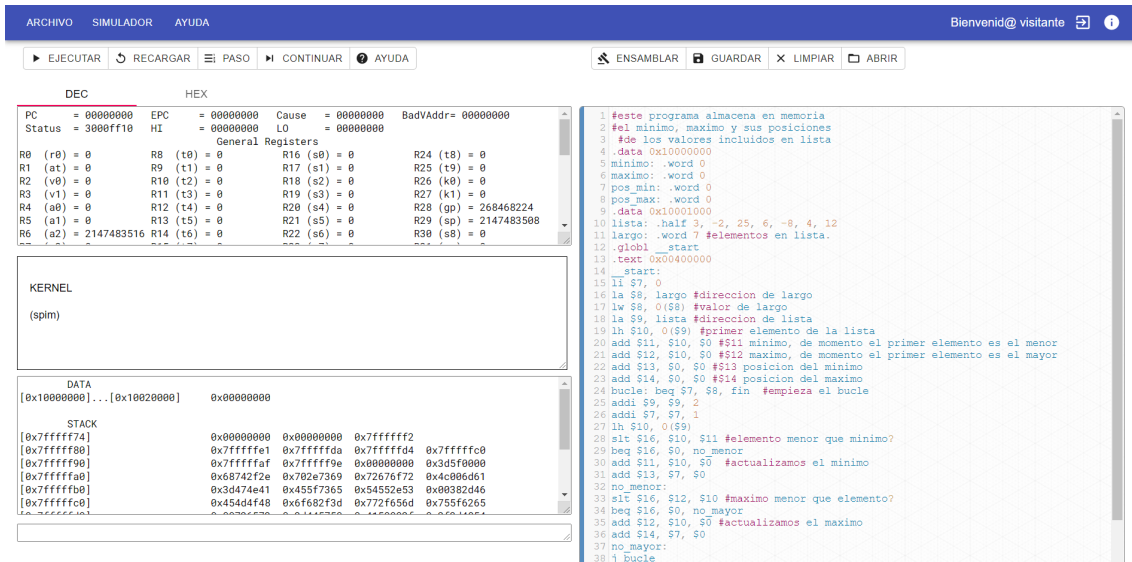 ARCHIVO SIMULADOR AYUDA Bienvenid@ visitante
EJECUTAR RECARGAR PASO CONTINUAR AYUDA
ENSAMBLAR GUARDAR LIMPIAR ABRIR
DEC HEX
PC = 00000000 EPC = 00000000 Cause = 00000000 BadVAddr= 00000000
Status = 3000ff10 HI = 00000000 LO = 00000000
General Registers
R0 (r0) = 0 R8 (t0) = 0 R16 (s0) = 0 R24 (t8) = 0
R1 (at) = 0 R9 (t1) = 0 R17 (s1) = 0 R25 (t9) = 0
R2 (v0) = 0 R10 (t2) = 0 R18 (s2) = 0 R26 (k0) = 0
R3 (v1) = 0 R11 (t3) = 0 R19 (s3) = 0 R27 (k1) = 0
R4 (a0) = 0 R12 (t4) = 0 R20 (s4) = 0 R28 (gp) = 268468224
R5 (a1) = 0 R13 (t5) = 0 R21 (s5) = 0 R29 (sp) = 2147483508
R6 (a2) = 2147483516 R14 (t6) = 0 R22 (s6) = 0 R30 (s8) = 0
KERNEL
(spim)
DATA
[0x10000000]...[0x10020000] 0x00000000
STACK
[0x7fffff74] 0x00000000 0x00000000 0x7ffffff2
[0x7fffff80] 0x7fffffe1 0x7fffffda 0x7fffffd4 0x7fffffc0
[0x7fffff90] 0x7fffffaf 0x7fffff9e 0x00000000 0x3d5f0000
[0x7fffffa0] 0x68742f2e 0x702e7369 0x72676f72 0x4c006d61
[0x7fffffb0] 0x3d474e41 0x455f7365 0x54552e53 0x00382d46
[0x7fffffc0] 0x454d4f48 0x6f682f3d 0x772f656d 0x755f6265
1 #este programa almacena en memoria
2 #el minimo, maximo y sus posiciones
3 #de los valores incluidos en lista
4 .data 0x10000000
5 minimo: .word 0
6 maximo: .word 0
7 pos_min: .word 0
8 pos_max: .word 0
9 .data 0x10001000
10 lista: .half 3, -2, 25, 6, -8, 4, 12
11 largo: .word 7 #elementos en lista.
12 .globl __start
13 .text 0x00400000
14 __start:
15 li $7, 0
16 la $8, largo #direccion de largo
17 lw $8, 0($8) #valor de largo
18 la $9, lista #direccion de lista
19 lh $10, 0($9) #primer elemento de la lista
20 add $11, $10, $0 #$11 minimo, de momento el primer elemento es el menor
21 add $12, $10, $0 #$12 maximo, de momento el primer elemento es el mayor
22 add $13, $0, $0 #$13 posicion del minimo
23 add $14, $0, $0 #$14 posicion del maximo
24 bucle: beq $7, $8, fin #empieza el bucle
25 addi $9, $9, 2
26 addi $7, $7, 1
27 lh $10, 0($9)
28 slt $16, $10, $11 #elemento menor que minimo?
29 beq $16, $0, no_menor
30 add $11, $10, $0 #actualizamos el minimo
31 add $13, $7, $0
32 no_menor:
33 slt $16, $12, $10 #maximo menor que elemento?
34 beq $16, $0, no_mayor
35 add $12, $10, $0 #actualizamos el maximo
36 add $14, $7, $0
37 no_mayor:
38 j bucle